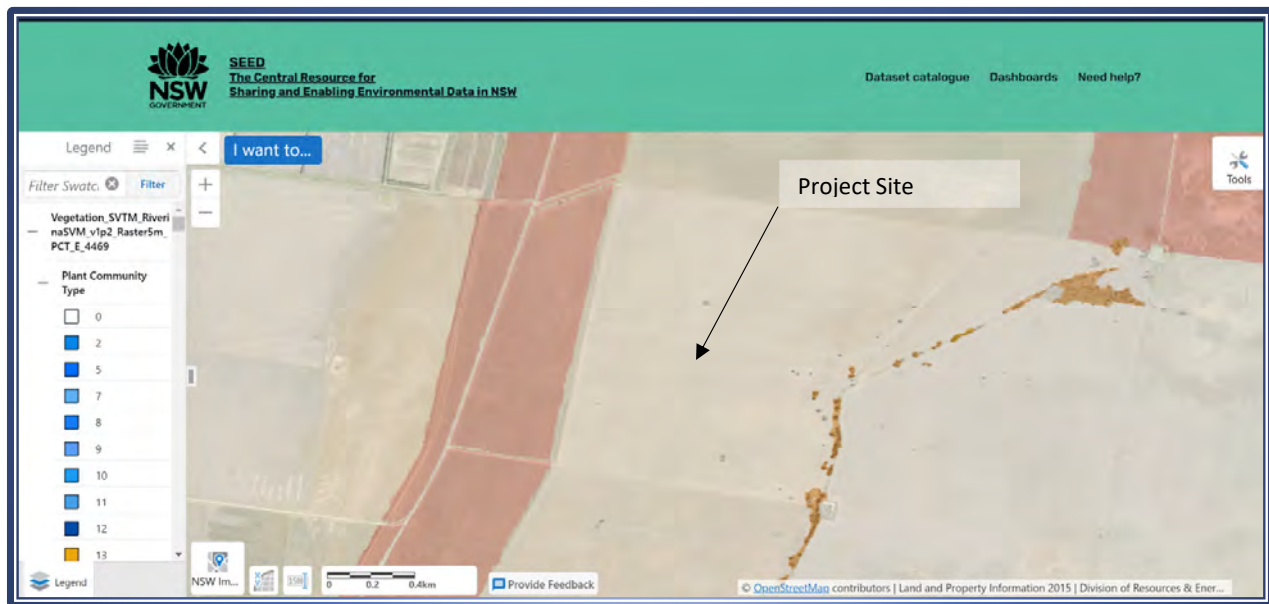 SEED
The Central Resource for
Sharing and Enabling Environmental Data in NSW
NSW
GOVERNMENT
Dataset catalogue Dashboards Need help?
Legend
I want to...
Filter Swatc. Filter
Vegetation_SVTM_Riveri
naSVM_v1p2_Raster5m_
PCT_E_4469
Plant Community
Type
0
2
5
7
8
9
10
11
12
13
Legend
Project Site
Tools
NSW Im...
0 0.2 0.4km
Provide Feedback
© OpenStreetMap contributors | Land and Property Information 2015 | Division of Resources & Ener...